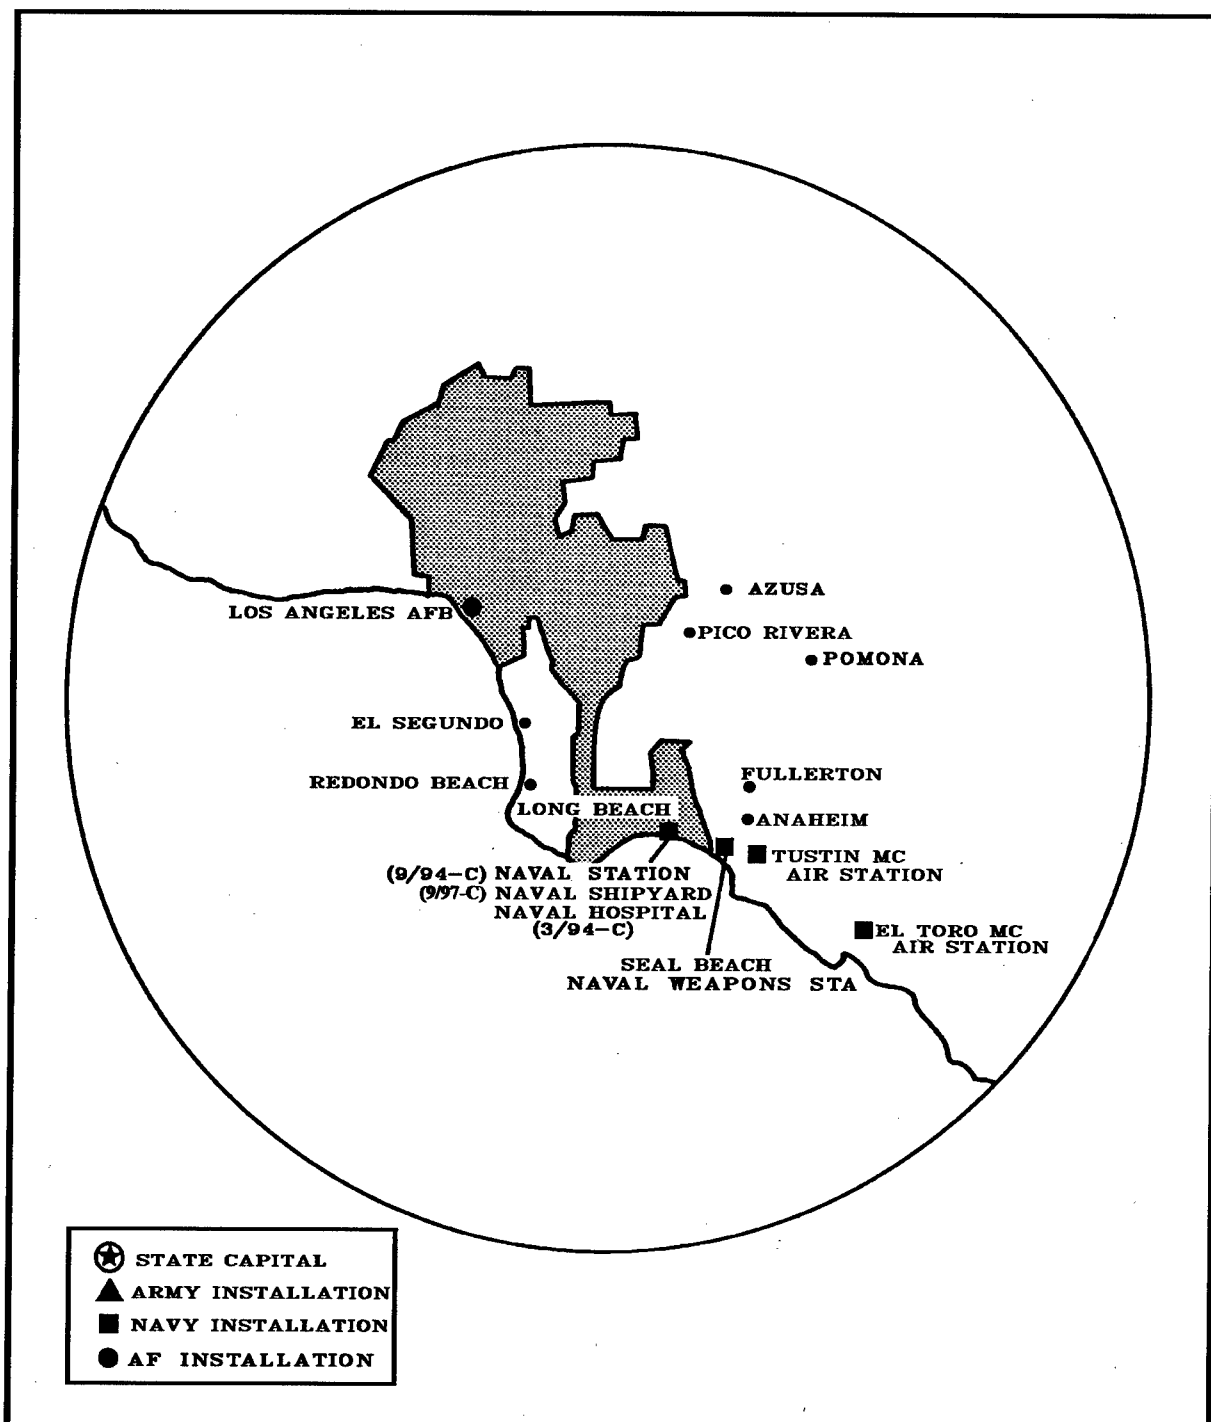 AZUSA
LOS ANGELES AFB
PICO RIVERA
POMONA
EL SEGUNDO
REDONDO BEACH
FULLERTON
LONG BEACH
ANAHEIM
TUSTIN MC
AIR STATION
(9/94-C) NAVAL STATION
(9/97-C) NAVAL SHIPYARD
NAVAL HOSPITAL
(3/94-C)
EL TORO MC
AIR STATION
SEAL BEACH
NAVAL WEAPONS STA
STATE CAPITAL
ARMY INSTALLATION
NAVY INSTALLATION
AF INSTALLATION